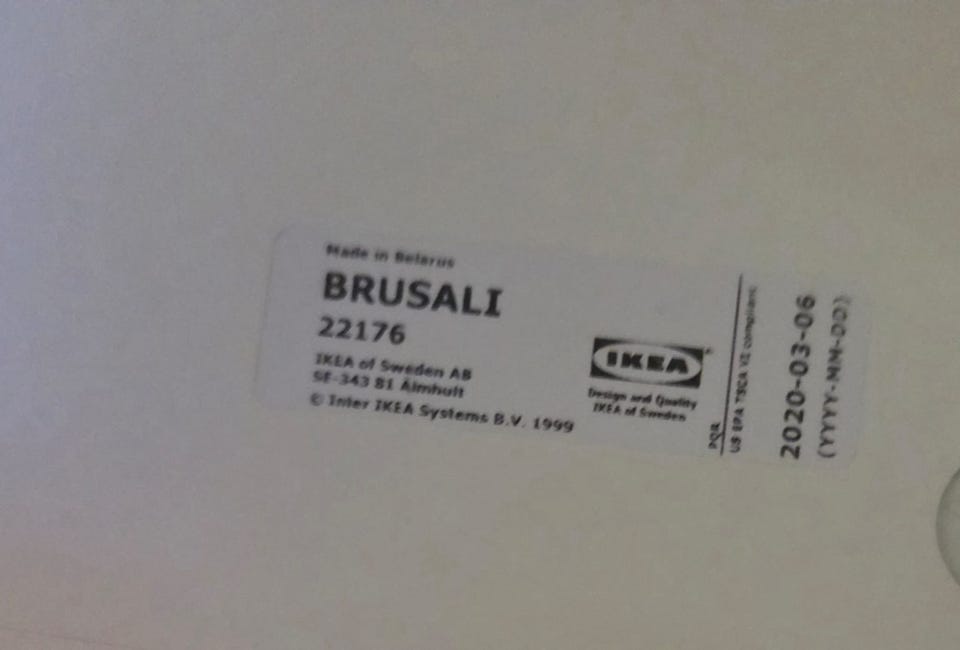 Made in Belarus
BRUSALI
22176
IKEA of Sweden AB
SE-343 81 Älmhult
© Inter IKEA Systems B.V. 1999
IKEA
Design and Quality
IKEA of Sweden
PQR
US EPA TSCA VI compliant
2020-03-06
(YYYY-MM-DD)